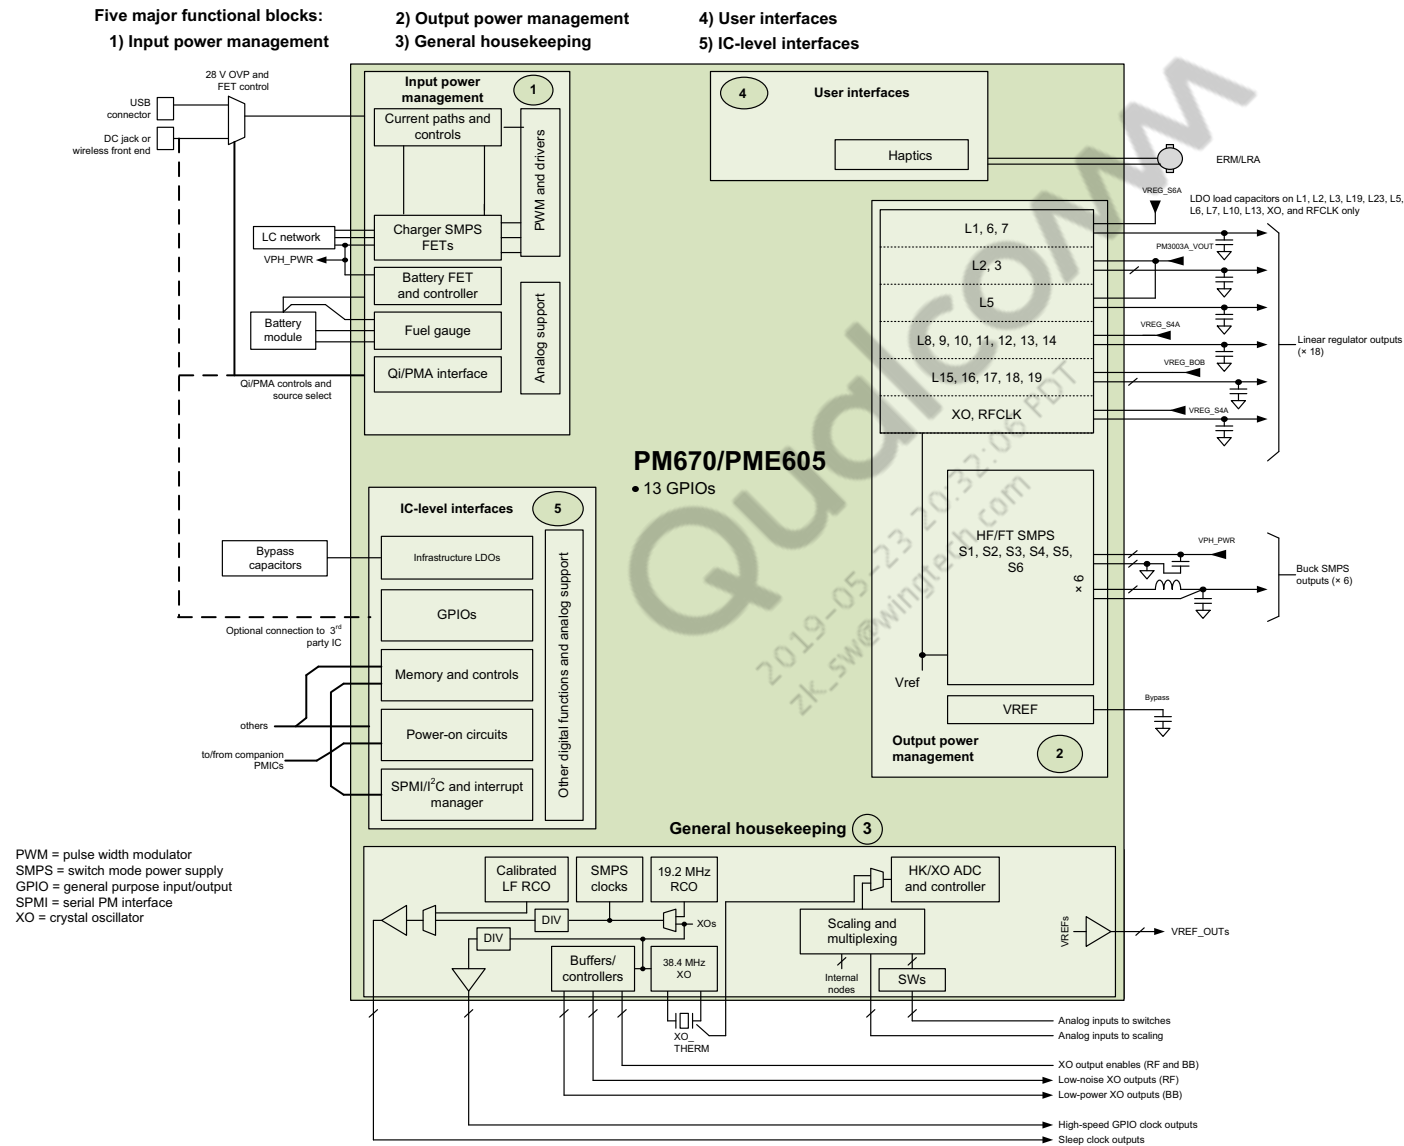 Five major functional blocks:
1) Input power management
2) Output power management
3) General housekeeping
4) User interfaces
5) IC-level interfaces
28 V OVP and
FET control
USB
connector
DC jack or
wireless front end
Input power
management
1
Current paths and
controls
PWM and drivers
Charger SMPS
FETs
LC network
VPH_PWR
Battery FET
and controller
Battery
module
Fuel gauge
Analog support
Qi/PMA interface
Qi/PMA controls and
source select
4
User interfaces
Haptics
ERM/LRA
VREG_S6A
LDO load capacitors on L1, L2, L3, L19, L23, L5,
L6, L7, L10, L13, XO, and RFCLK only
L1, 6, 7
PM3003A_VOUT
L2, 3
L5
VREG_S4A
L8, 9, 10, 11, 12, 13, 14
VREG_BOB
L15, 16, 17, 18, 19
VREG_S4A
XO, RFCLK
Linear regulator outputs
(× 18)
PM670/PME605
• 13 GPIOs
HF/FT SMPS
S1, S2, S3, S4, S5,
S6
× 6
VPH_PWR
Buck SMPS
outputs (× 6)
Vref
VREF
Bypass
Output power
management
2
IC-level interfaces
5
Bypass
capacitors
Infrastructure LDOs
GPIOs
Optional connection to 3rd
party IC
Memory and controls
others
Power-on circuits
to/from companion
PMICs
SPMI/I2C and interrupt
manager
Other digital functions and analog support
General housekeeping
3
PWM = pulse width modulator
SMPS = switch mode power supply
GPIO = general purpose input/output
SPMI = serial PM interface
XO = crystal oscillator
Calibrated
LF RCO
SMPS
clocks
19.2 MHz
RCO
HK/XO ADC
and controller
DIV
XOs
DIV
Scaling and
multiplexing
VREFs
VREF_OUTs
Buffers/
controllers
38.4 MHz
XO
Internal
nodes
SWs
XO_
THERM
Analog inputs to switches
Analog inputs to scaling
XO output enables (RF and BB)
Low-noise XO outputs (RF)
Low-power XO outputs (BB)
High-speed GPIO clock outputs
Sleep clock outputs
Qualcomm
2019-05-23 20:32:06 PDT
zk_sw@wingtech.com